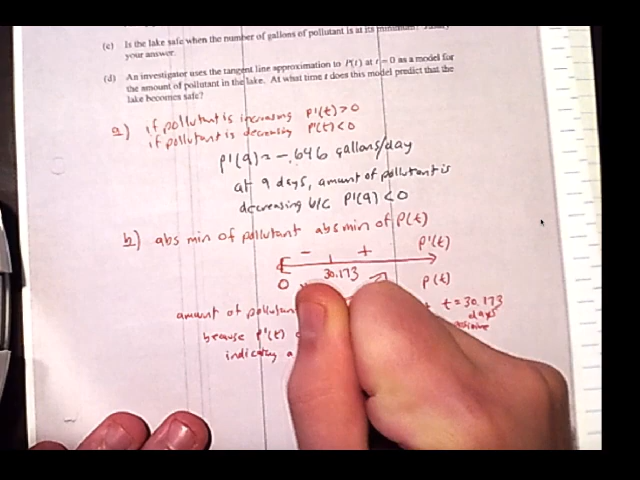 (c) Is the lake safe when the number of gallons of pollutant is at its minimum?
your answer.
(d) An investigator uses the tangent line approximation to P(t) at t = 0 as a model for
the amount of pollutant in the lake. At what time t does this model predict that the
lake becomes safe?
a) if pollutant is increasing P'(t) > 0
if pollutant is decreasing P'(t) < 0
P'(9) = -.646 gallons/day
at 9 days, amount of pollutant is
decreasing b/c P'(9) < 0
b) abs min of pollutant abs min of P(t)
- + P'(t)
0 30.173 P(t)
amount of pollutant t = 30.173
days
because P'(t)
indicating a